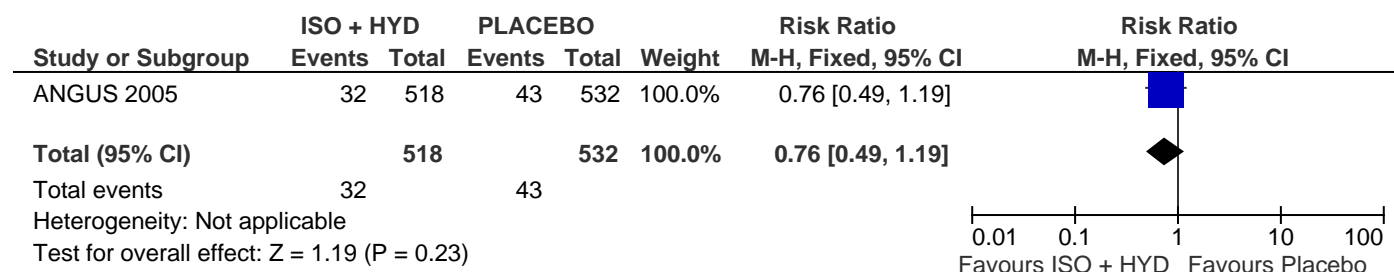 ISO + HYD PLACEBO Risk Ratio Risk Ratio
Study or Subgroup Events Total Events Total Weight M-H, Fixed, 95% CI M-H, Fixed, 95% CI
ANGUS 2005 32 518 43 532 100.0% 0.76 [0.49, 1.19]
Total (95% CI) 518 532 100.0% 0.76 [0.49, 1.19]
Total events 32 43
Heterogeneity: Not applicable
Test for overall effect: Z = 1.19 (P = 0.23)
0.01 0.1 1 10 100
Favours ISO + HYD Favours Placebo